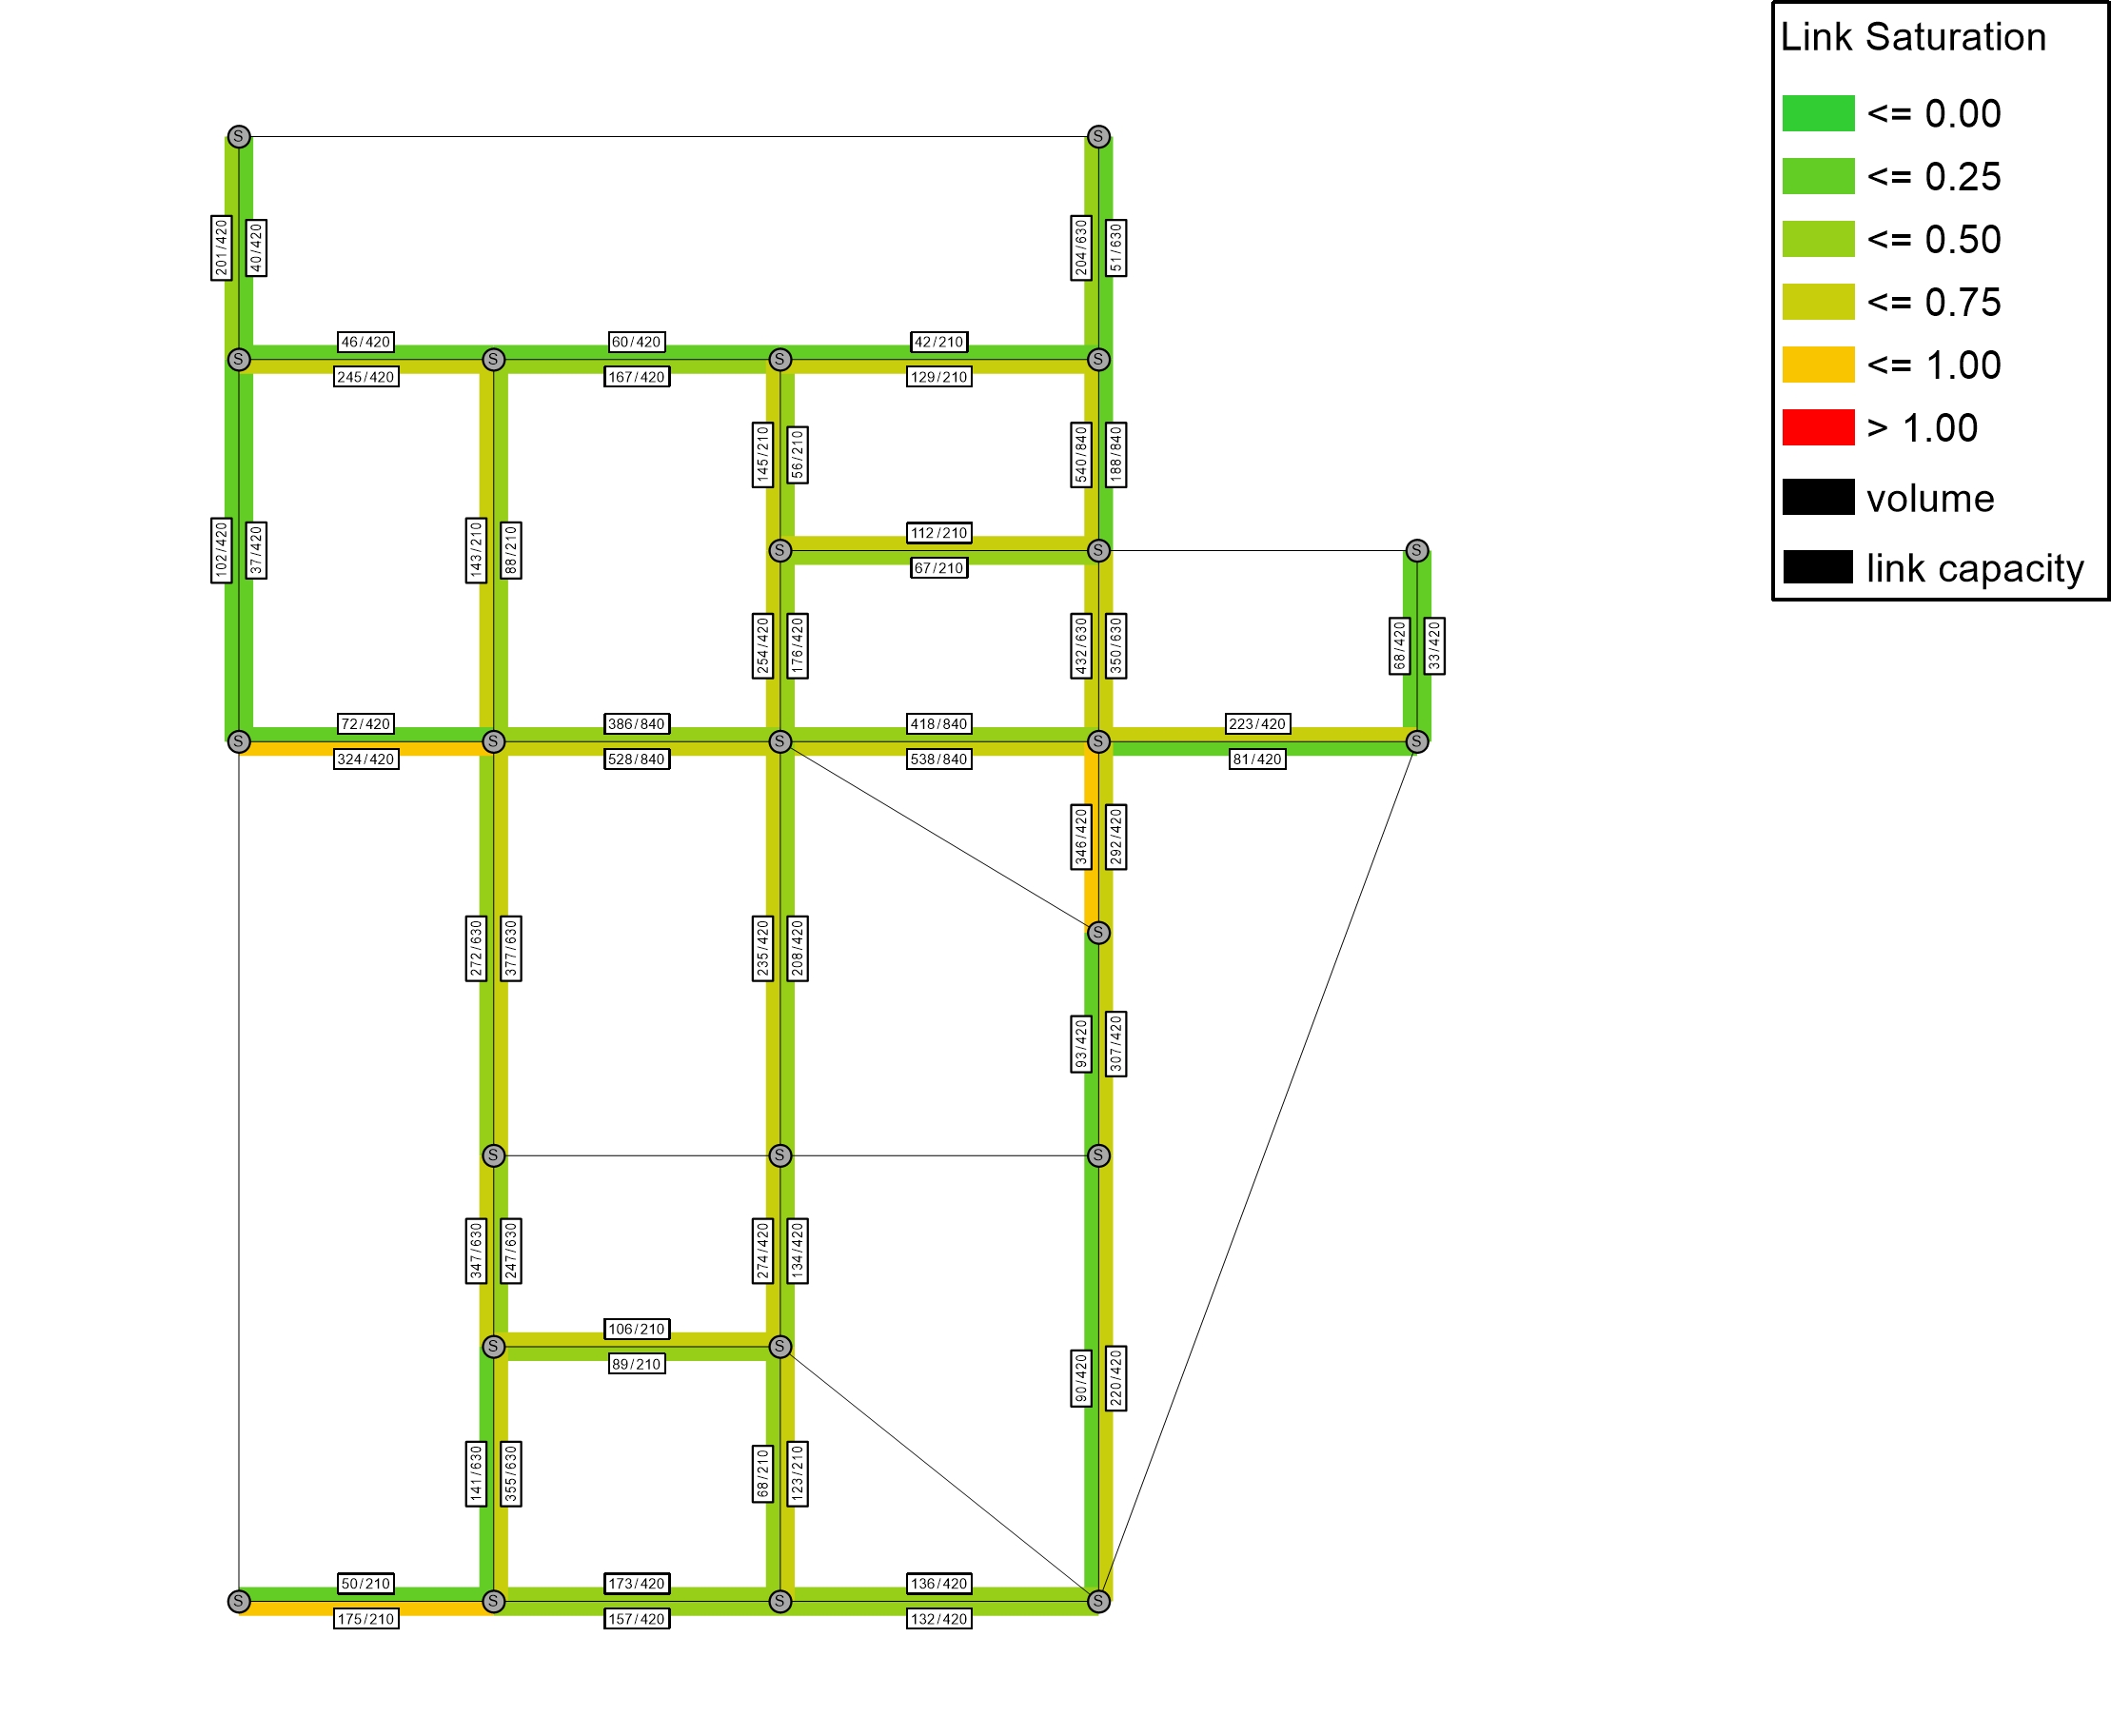 Link Saturation
<= 0.00
<= 0.25
<= 0.50
<= 0.75
<= 1.00
> 1.00
volume
link capacity
S
S
201/420
40/420
204/630
51/630
46/420
60/420
42/210
S
S
S
S
245/420
167/420
129/210
145/210
56/210
540/840
188/840
102/420
37/420
143/210
88/210
112/210
S
S
S
67/210
254/420
176/420
432/630
350/630
68/420
33/420
72/420
386/840
418/840
223/420
S
S
S
S
S
324/420
528/840
538/840
81/420
346/420
292/420
S
272/630
377/630
235/420
208/420
93/420
307/420
S
S
S
347/630
247/630
274/420
134/420
106/210
S
S
89/210
90/420
220/420
141/630
355/630
68/210
123/210
50/210
173/420
136/420
S
S
S
S
175/210
157/420
132/420